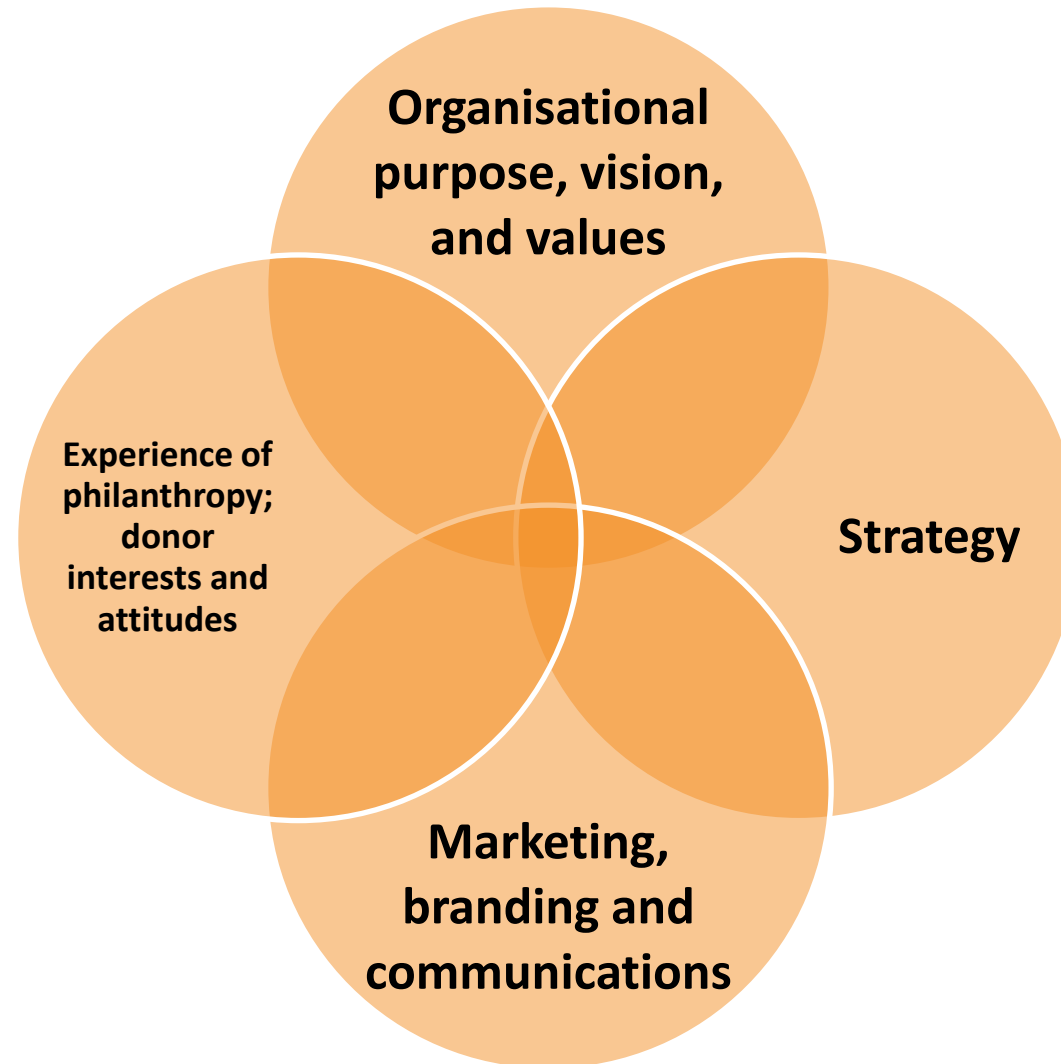 Organisational
purpose, vision,
and values
Experience of
philanthropy;
donor
interests and
attitudes
Strategy
Marketing,
branding and
communications